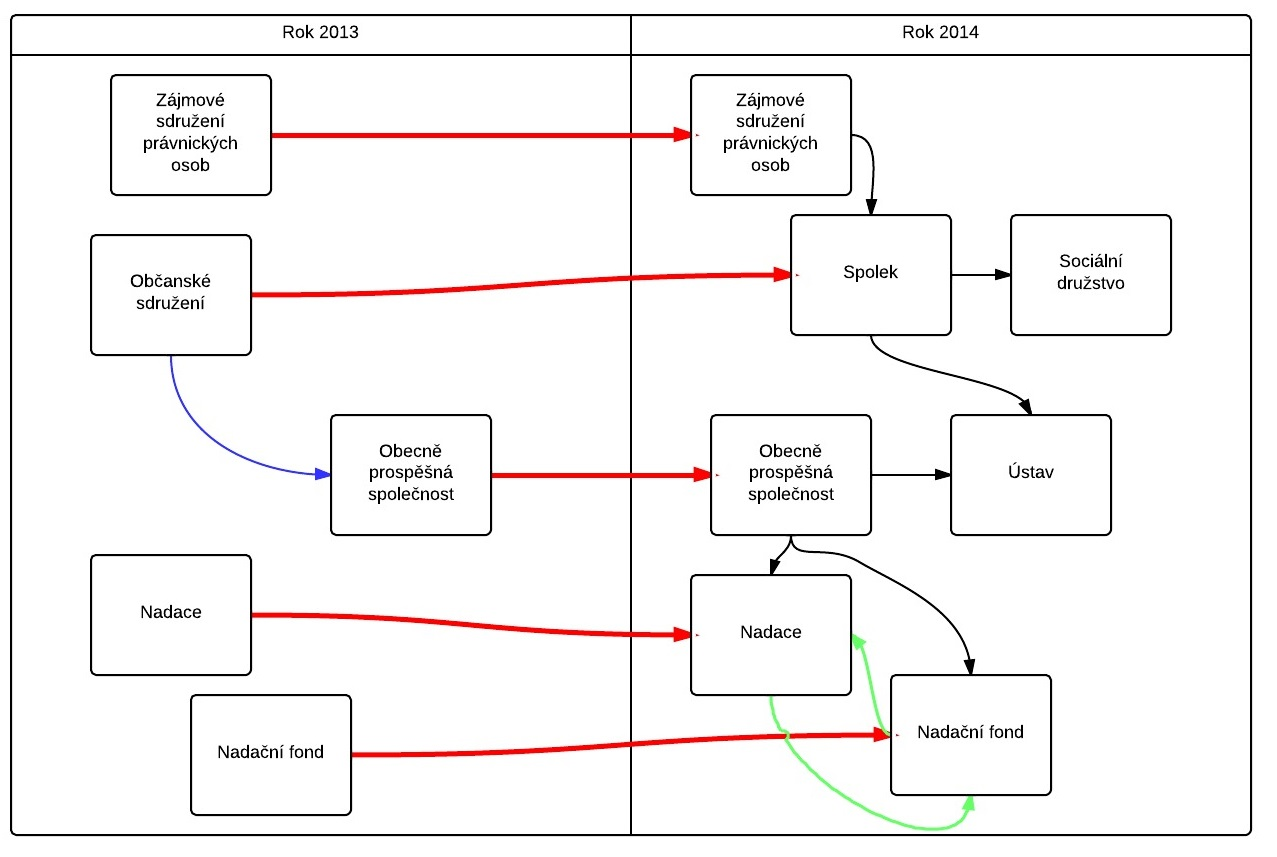 Rok 2013
Rok 2014
Zájmové
sdružení
právnických
osob
Zájmové
sdružení
právnických
osob
Občanské
sdružení
Spolek
Sociální
družstvo
Obecně
prospěšná
společnost
Obecně
prospěšná
společnost
Ústav
Nadace
Nadace
Nadační fond
Nadační fond